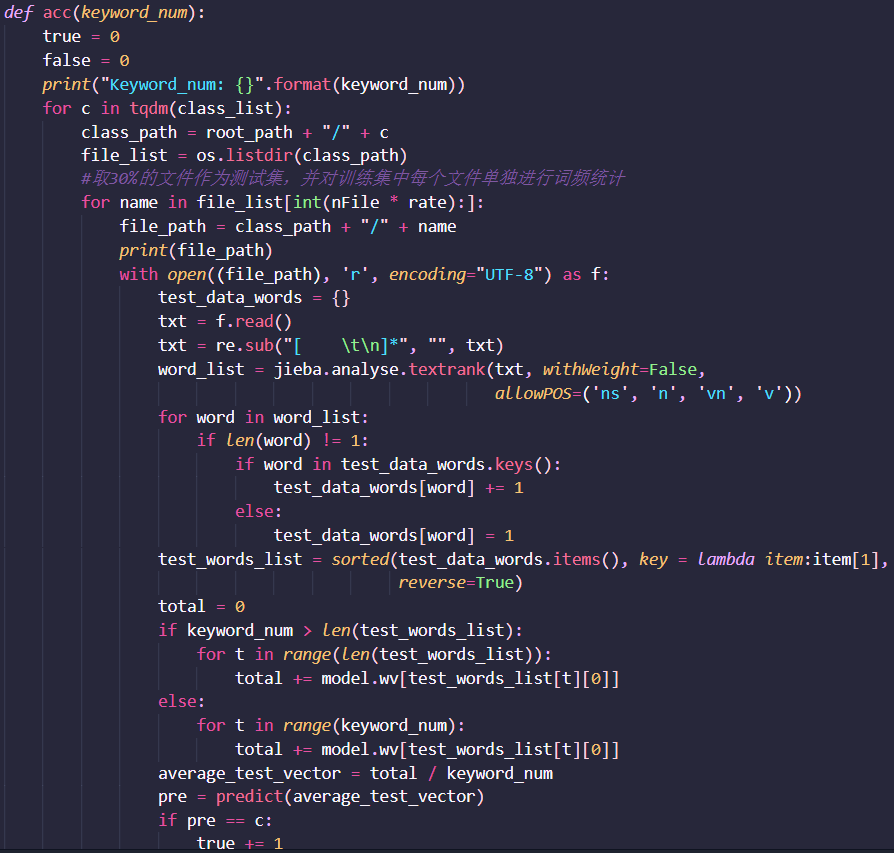 def acc(keyword_num):
    true = 0
    false = 0
    print("Keyword_num: {}".format(keyword_num))
    for c in tqdm(class_list):
        class_path = root_path + "/" + c
        file_list = os.listdir(class_path)
        #取30%的文件作为测试集，并对训练集中每个文件单独进行词频统计
        for name in file_list[int(nFile * rate):]:
            file_path = class_path + "/" + name
            print(file_path)
            with open((file_path), 'r', encoding="UTF-8") as f:
                test_data_words = {}
                txt = f.read()
                txt = re.sub("[    \t\n]*", "", txt)
                word_list = jieba.analyse.textrank(txt, withWeight=False,
                                                   allowPOS=('ns', 'n', 'vn', 'v'))
                for word in word_list:
                    if len(word) != 1:
                        if word in test_data_words.keys():
                            test_data_words[word] += 1
                        else:
                            test_data_words[word] = 1
                test_words_list = sorted(test_data_words.items(), key = lambda item:item[1],
                                         reverse=True)
                total = 0
                if keyword_num > len(test_words_list):
                    for t in range(len(test_words_list)):
                        total += model.wv[test_words_list[t][0]]
                else:
                    for t in range(keyword_num):
                        total += model.wv[test_words_list[t][0]]
                average_test_vector = total / keyword_num
                pre = predict(average_test_vector)
                if pre == c:
                    true += 1